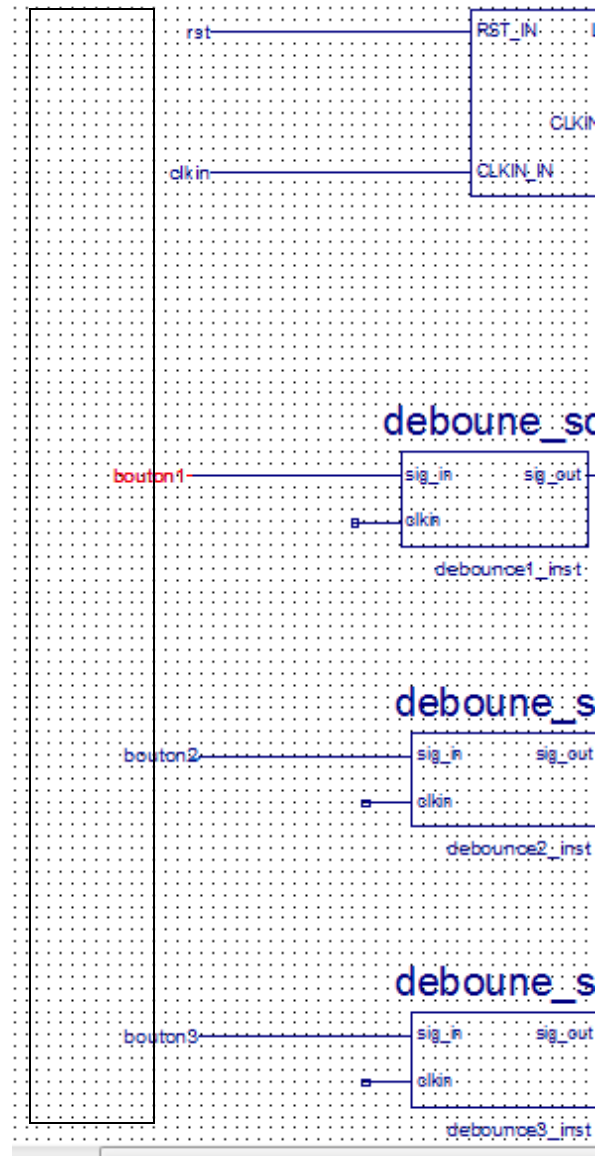 rst RST_IN L
CLKIN
clkin CLKIN_IN
deboune_sc
bouton1 sig_in sig_out
clkin
debounce1_inst
deboune_s
bouton2 sig_in sig_out
clkin
debounce2_inst
deboune_s
bouton3 sig_in sig_out
clkin
debounce3_inst